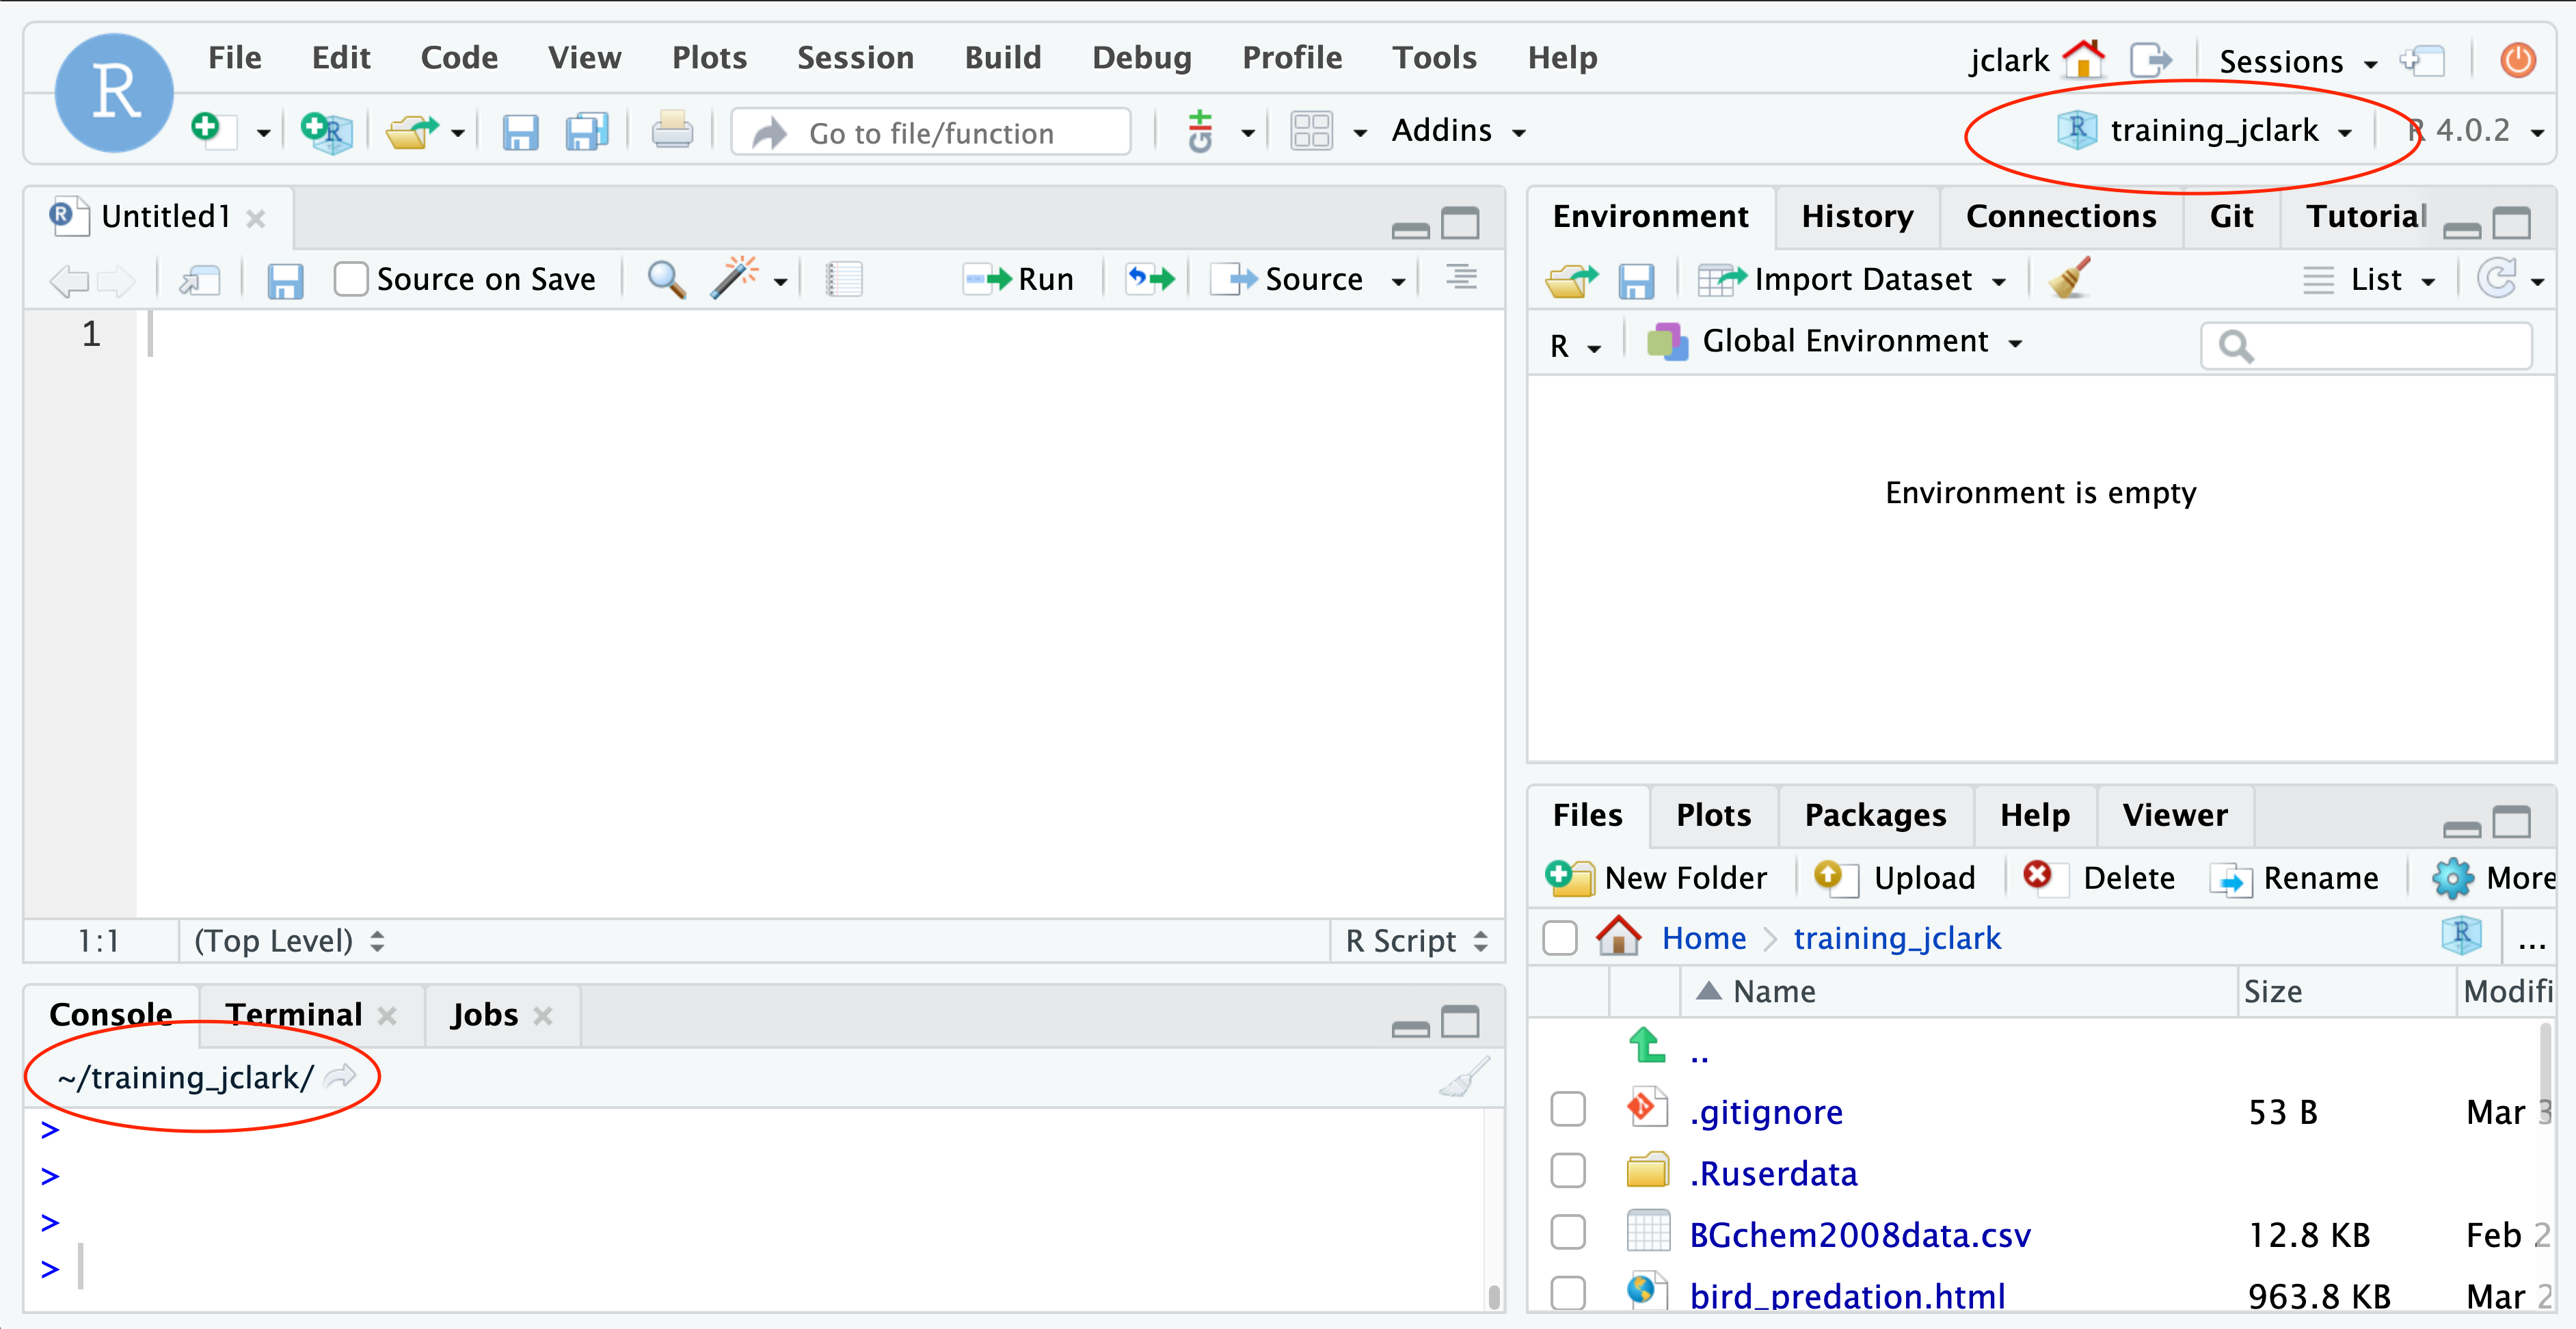 R File Edit Code View Plots Session Build Debug Profile Tools Help jclark Sessions
Go to file/function Addins training_jclark R 4.0.2
Untitled1
Source on Save Run Source
1
1:1 (Top Level) R Script
Console Terminal Jobs
~/training_jclark/
>
>
>
>
Environment History Connections Git Tutorial
Import Dataset List
R Global Environment
Environment is empty
Files Plots Packages Help Viewer
New Folder Upload Delete Rename More
Home training_jclark ...
Name Size Modifi
..
.gitignore 53 B Mar 3
.Ruserdata
BGchem2008data.csv 12.8 KB Feb 2
bird_predation.html 963.8 KB Mar 2